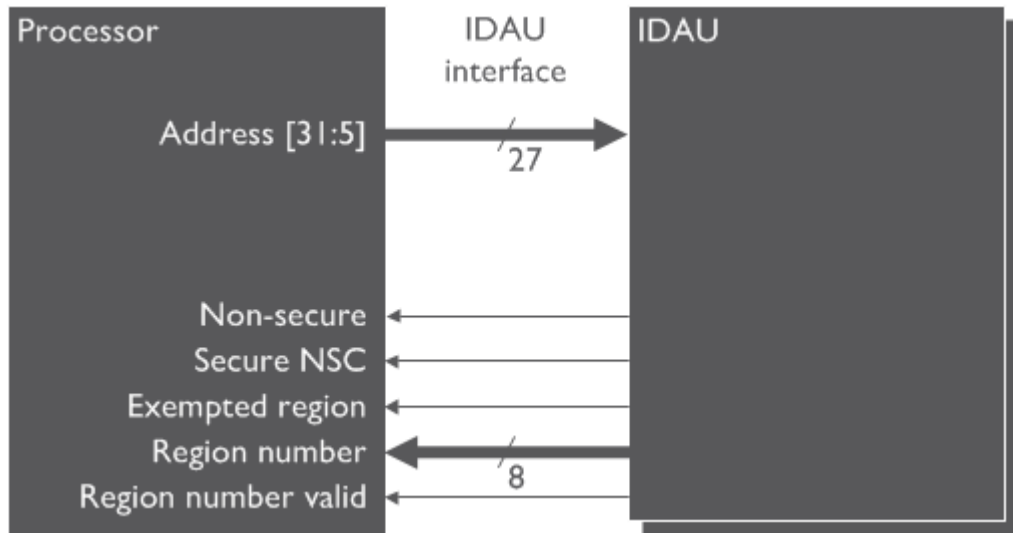 Processor
IDAU
interface
IDAU
Address [31:5]
27
Non-secure
Secure NSC
Exempted region
Region number
8
Region number valid